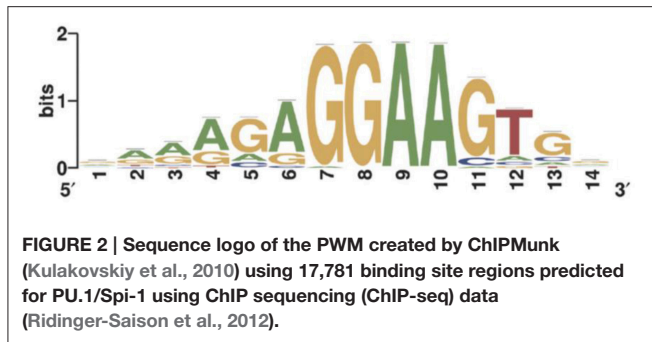 2
bits
1
0
AAAGAGGAAGTG
GGGAG CAC
5′ 1 2 3 4 5 6 7 8 9 10 11 12 13 14 3′
FIGURE 2 | Sequence logo of the PWM created by ChIPMunk
(Kulakovskiy et al., 2010) using 17,781 binding site regions predicted
for PU.1/Spi-1 using ChIP sequencing (ChIP-seq) data
(Ridinger-Saison et al., 2012).